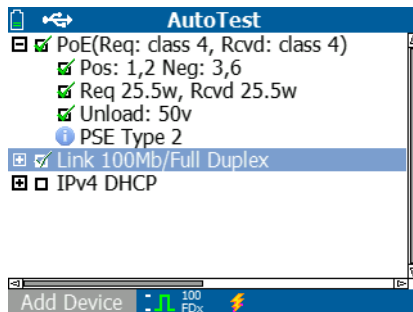 AutoTest
PoE(Req: class 4, Rcvd: class 4)
Pos: 1,2 Neg: 3,6
Req 25.5w, Rcvd 25.5w
Unload: 50v
PSE Type 2
Link 100Mb/Full Duplex
IPv4 DHCP
Add Device
100
FDx